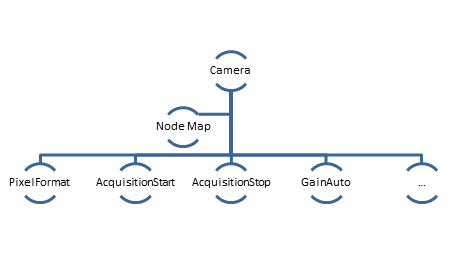 Camera
Node Map
PixelFormat
AcquisitionStart
AcquisitionStop
GainAuto
...